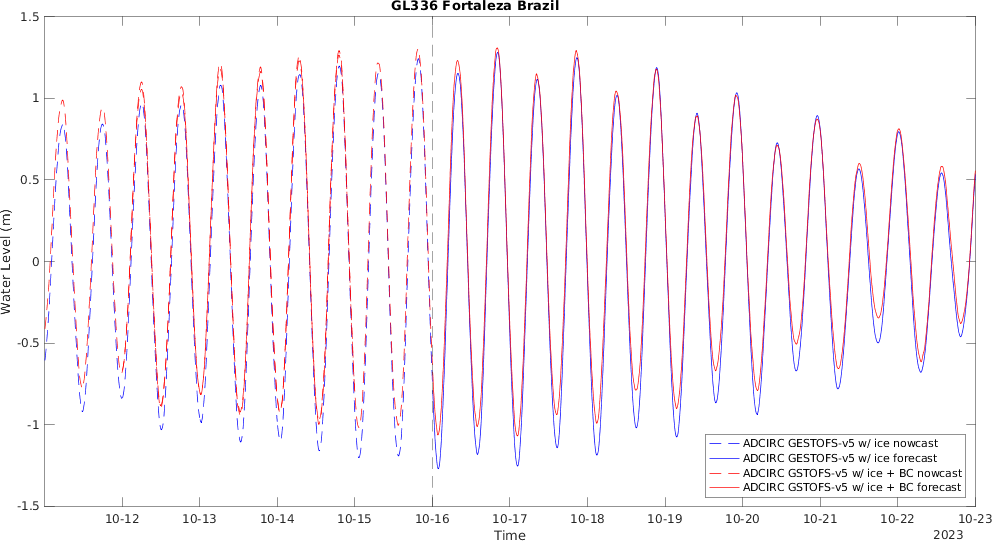 GL336 Fortaleza Brazil
1.5
1
0.5
0
-0.5
-1
-1.5
Water Level (m)
10-12
10-13
10-14
10-15
10-16
10-17
10-18
10-19
10-20
10-21
10-22
10-23
Time
2023
ADCIRC GESTOFS-v5 w/ ice nowcast
ADCIRC GESTOFS-v5 w/ ice forecast
ADCIRC GSTOFS-v5 w/ ice + BC nowcast
ADCIRC GSTOFS-v5 w/ ice + BC forecast